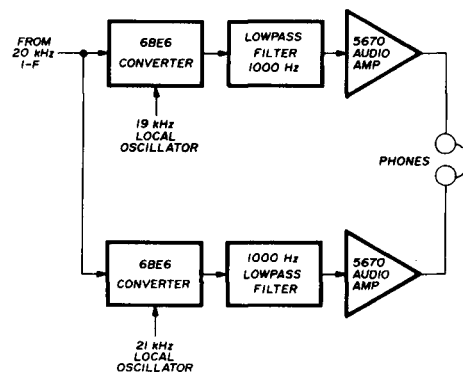 FROM
20 kHz
I-F
6BE6
CONVERTER
LOWPASS
FILTER
1000 Hz
5670
AUDIO
AMP
19 kHz
LOCAL
OSCILLATOR
PHONES
6BE6
CONVERTER
1000 Hz
LOWPASS
FILTER
5670
AUDIO
AMP
21 kHz
LOCAL
OSCILLATOR